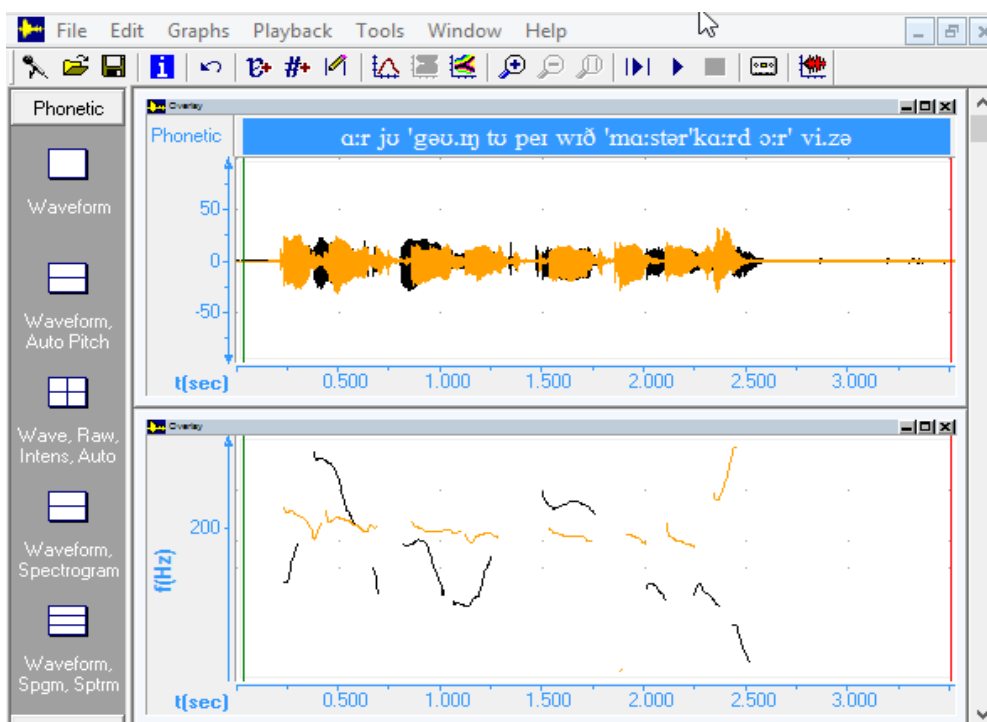 File Edit Graphs Playback Tools Window Help
Phonetic
Waveform
Waveform,
Auto Pitch
Wave, Raw,
Intens, Auto
Waveform,
Spectrogram
Waveform,
Spgm, Sptrm
Overlay
Phonetic ɑːr jʊ 'gəʊ.ɪŋ tʊ peɪ wɪð 'mɑːstər'kɑːrd ɔːr' vi.zə
50
0
-50
t(sec) 0.500 1.000 1.500 2.000 2.500 3.000
Overlay
200
f(Hz)
t(sec) 0.500 1.000 1.500 2.000 2.500 3.000